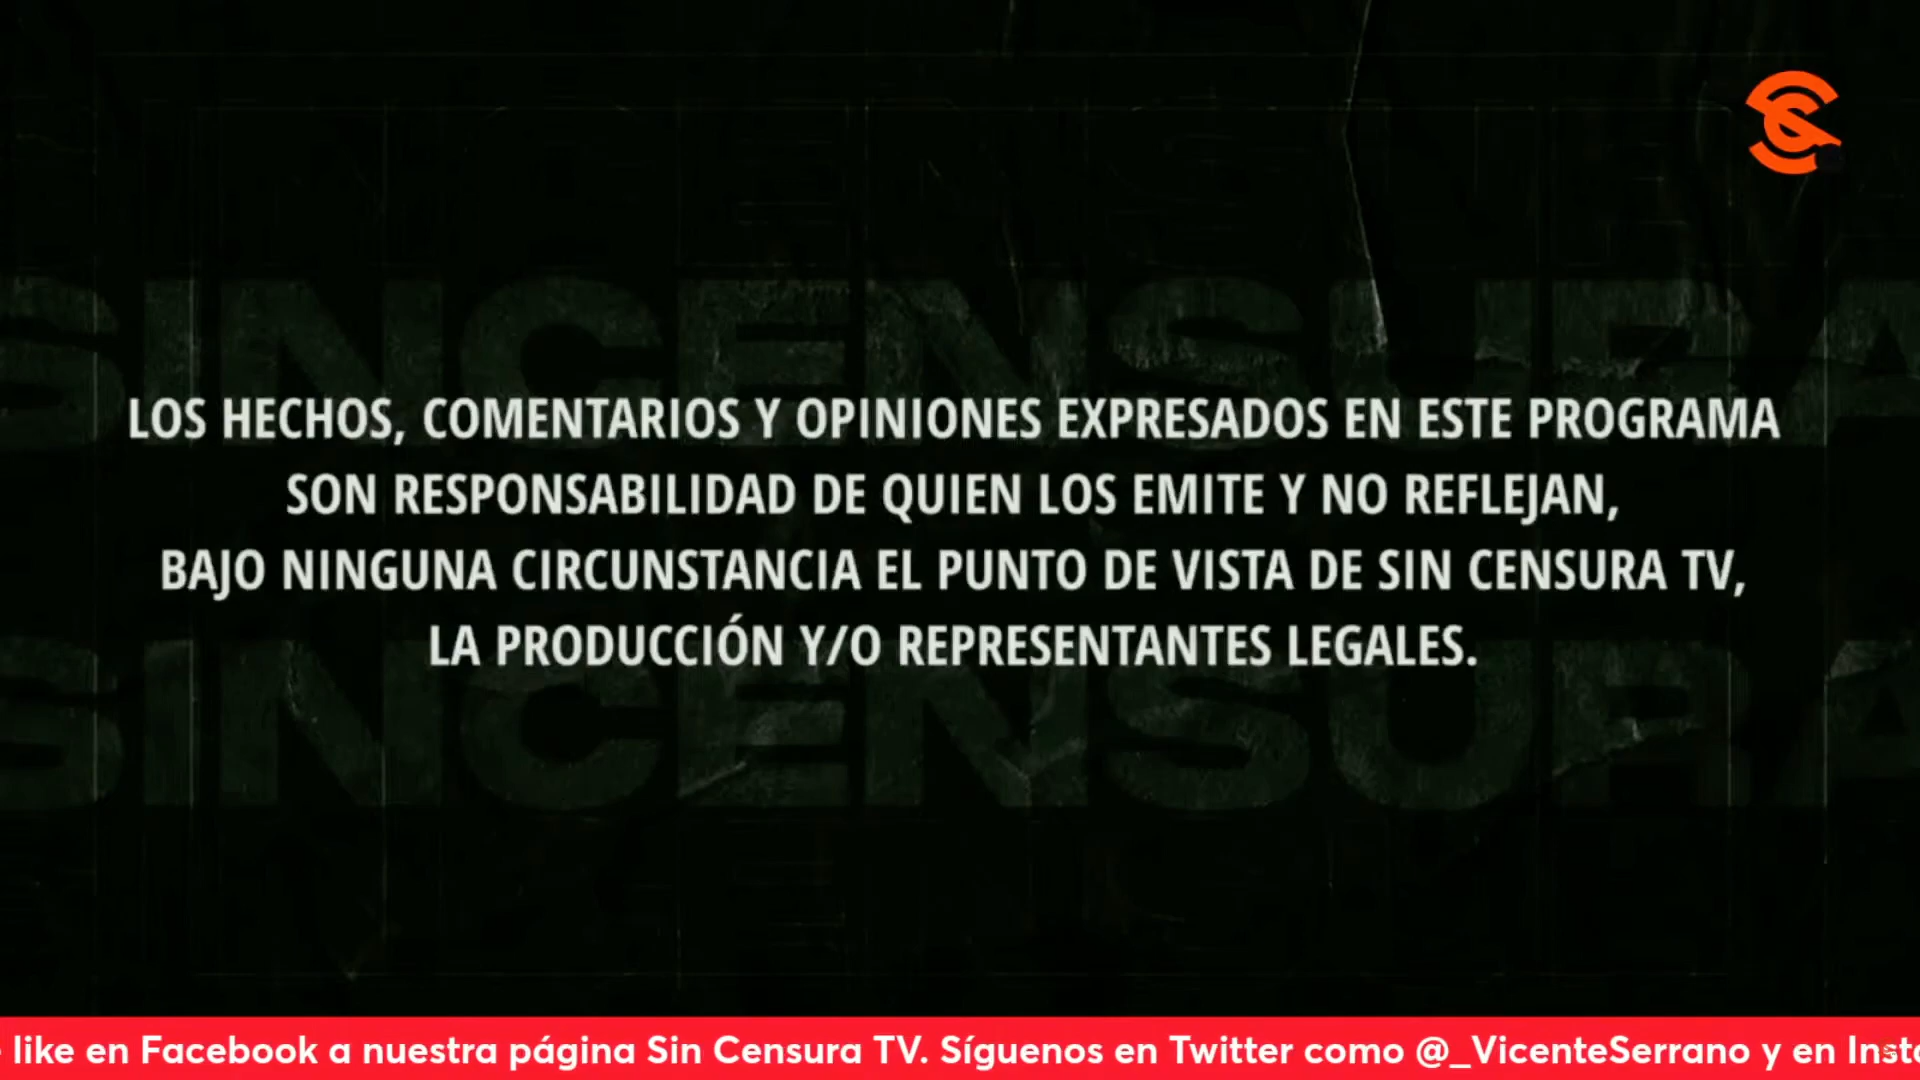 SINCENSURA
LOS HECHOS, COMENTARIOS Y OPINIONES EXPRESADOS EN ESTE PROGRAMA
SON RESPONSABILIDAD DE QUIEN LOS EMITE Y NO REFLEJAN,
BAJO NINGUNA CIRCUNSTANCIA EL PUNTO DE VISTA DE SIN CENSURA TV,
LA PRODUCCIÓN Y/O REPRESENTANTES LEGALES.
SINCENSURA
like en Facebook a nuestra página Sin Censura TV. Síguenos en Twitter como @_VicenteSerrano y en